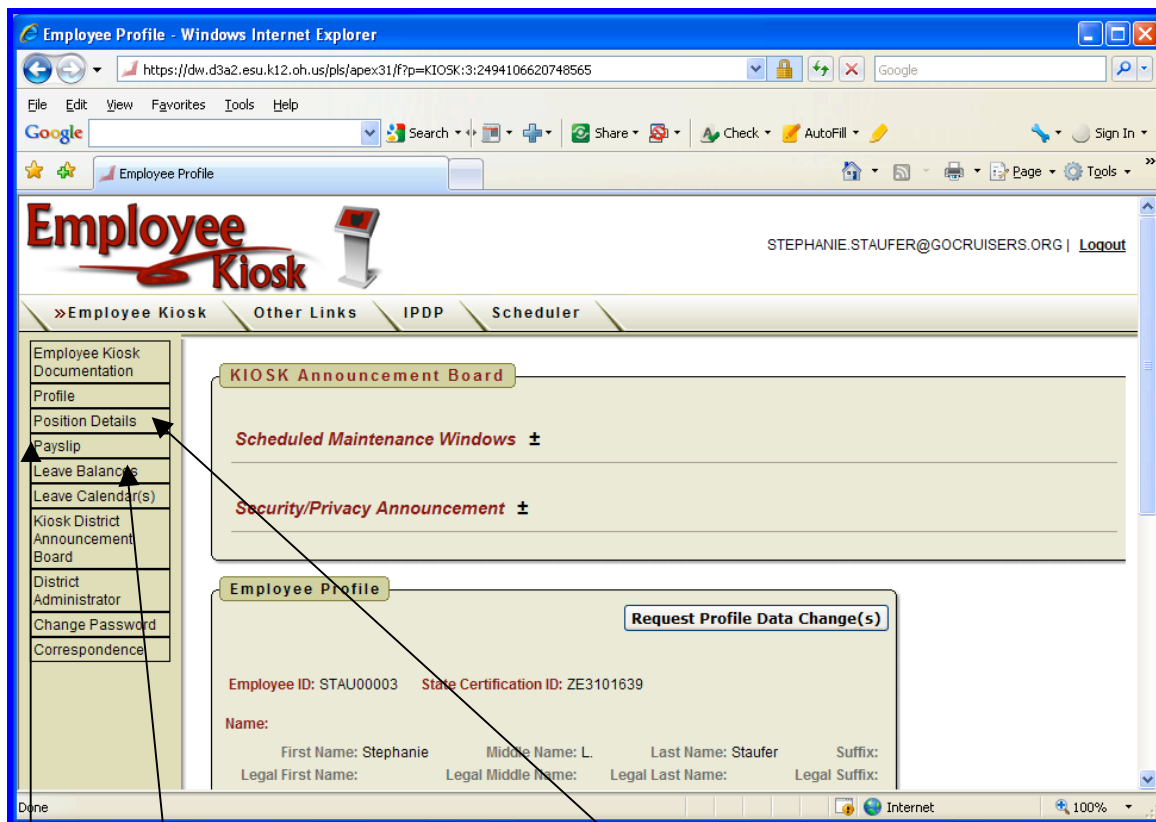 Employee Profile - Windows Internet Explorer
https://dw.d3a2.esu.k12.oh.us/pls/apex31/f?p=KIOSK:3:2494106620748565
Google
File Edit View Favorites Tools Help
Google Search Share Check AutoFill Sign In
Employee Profile Page Tools »
Employee Kiosk
STEPHANIE.STAUFER@GOCRUISERS.ORG | Logout
»Employee Kiosk Other Links IPDP Scheduler
Employee Kiosk
Documentation
Profile
Position Details
Payslip
Leave Balances
Leave Calendar(s)
Kiosk District
Announcement
Board
District
Administrator
Change Password
Correspondence
KIOSK Announcement Board
Scheduled Maintenance Windows ±
Security/Privacy Announcement ±
Employee Profile
Request Profile Data Change(s)
Employee ID: STAU00003 State Certification ID: ZE3101639
Name:
First Name: Stephanie Middle Name: L. Last Name: Staufer Suffix:
Legal First Name: Legal Middle Name: Legal Last Name: Legal Suffix:
Done Internet 100%